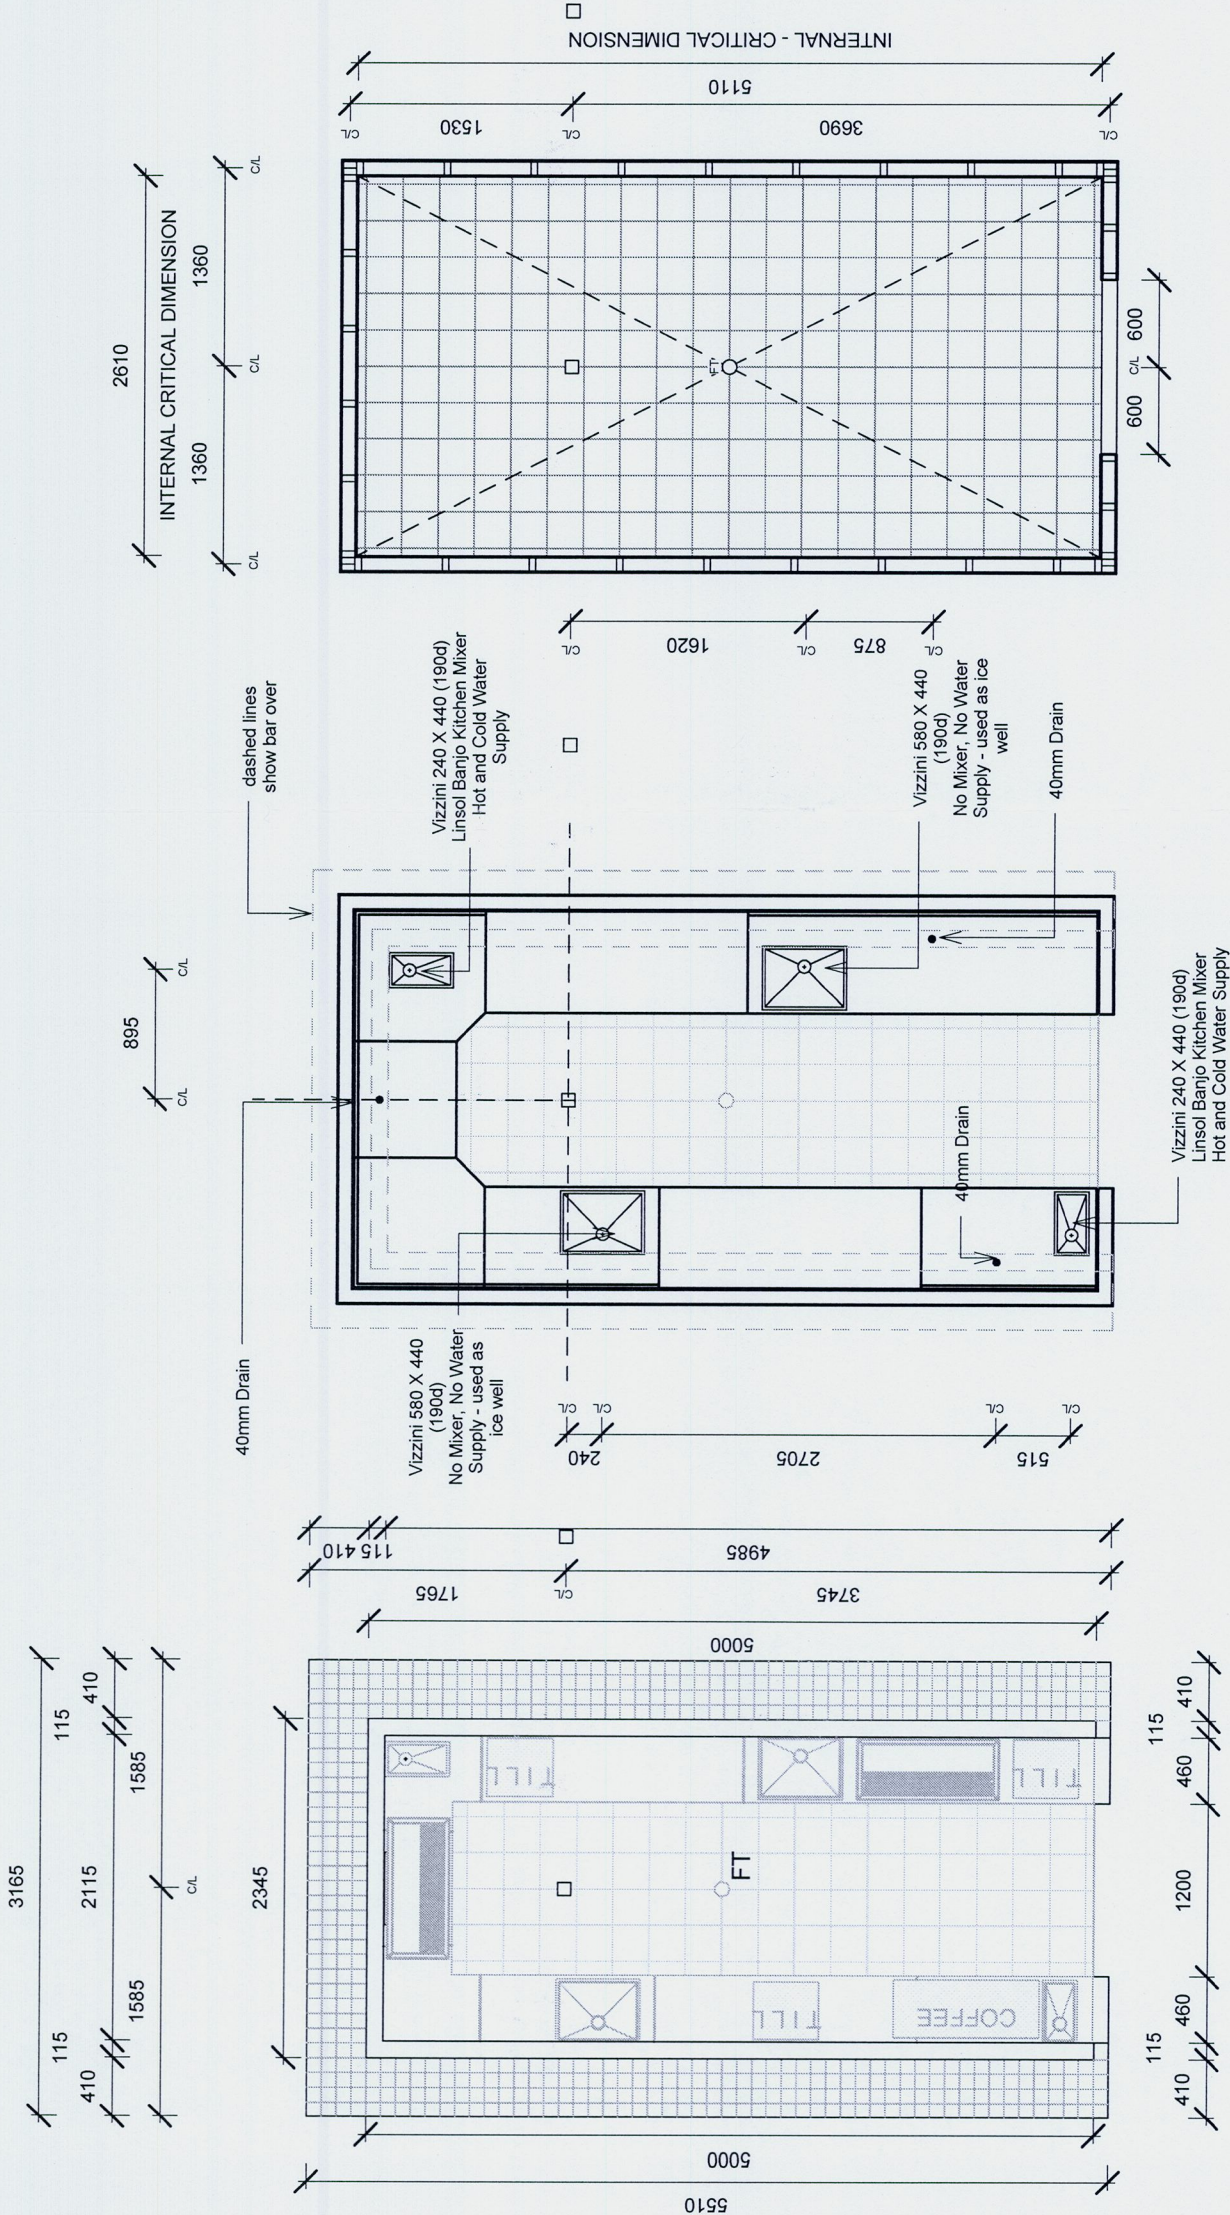 INTERNAL - CRITICAL DIMENSION
5110
1530
3690
C/L
C/L
C/L
2610
INTERNAL CRITICAL DIMENSION
1360
1360
C/L
C/L
C/L
FT
600
C/L
600
dashed lines
show bar over
Vizzini 240 X 440 (190d)
Linsol Banjo Kitchen Mixer
Hot and Cold Water
Supply
C/L
1620
C/L
875
C/L
Vizzini 580 X 440
(190d)
No Mixer, No Water
Supply - used as ice
well
40mm Drain
895
C/L
C/L
40mm Drain
Vizzini 240 X 440 (190d)
Linsol Banjo Kitchen Mixer
Hot and Cold Water Supply
40mm Drain
Vizzini 580 X 440
(190d)
No Mixer, No Water
Supply - used as
ice well
C/L
C/L
C/L
C/L
240
2705
515
410
115
4985
1765
C/L
3745
5000
3165
115
115
410
2115
410
1585
1585
C/L
2345
TILL
TILL
FT
TILL
COFFEE
410
115
460
1200
460
115
410
5000
5510